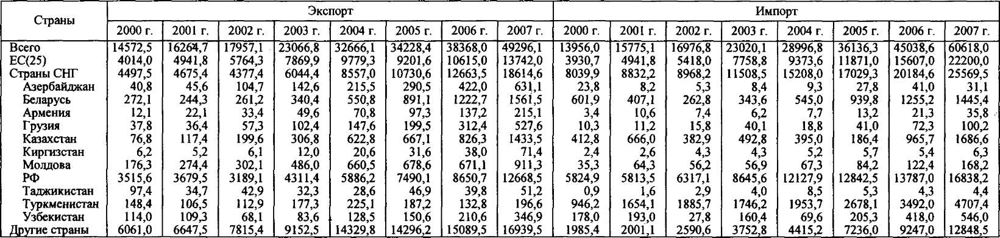 Страны Экспорт Импорт
2000 г. 2001 г. 2002 г. 2003 г. 2004 г. 2005 г. 2006 г. 2007 г. 2000 г. 2001 г. 2002 г. 2003 г. 2004 г. 2005 г. 2006 г. 2007 г.
Всего 14572,5 16264,7 17957,1 23066,8 32666,1 34228,4 38368,0 49296,1 13956,0 15775,1 16976,8 23020,1 28996,8 36136,3 45038,6 60618,0
ЕС(25) 4014,0 4941,8 5764,3 7869,9 9779,3 9201,6 10615,0 13742,0 3930,7 4941,8 5418,0 7758,8 9373,6 11871,0 15607,0 22200,0
Страны СНГ 4497,5 4675,4 4377,4 6044,4 8557,0 10730,6 12663,5 18614,6 8039,9 8832,2 8968,2 11508,5 15208,0 17029,3 20184,6 25569,5
Азербайджан 40,8 45,6 104,7 142,6 215,5 290,5 422,0 631,1 23,8 8,2 5,3 8,4 9,3 27,8 41,0 31,1
Беларусь 272,1 244,3 261,2 340,4 550,8 891,1 1222,7 1561,5 601,9 407,1 262,8 343,6 545,0 939,8 1255,2 1445,4
Армения 12,1 22,1 33,4 49,6 70,8 97,3 137,2 215,1 3,4 10,6 7,4 6,2 7,7 13,2 21,3 35,8
Грузия 37,8 36,4 57,3 102,4 147,6 199,5 312,4 527,6 10,3 11,2 15,8 40,1 18,8 41,0 72,3 100,2
Казахстан 76,8 117,4 199,6 306,8 622,8 667,1 826,3 1433,5 412,8 666,0 382,9 492,8 395,0 186,4 965,7 1686,6
Киргизстан 6,2 5,2 6,1 12,0 20,6 31,6 38,0 71,4 2,4 2,6 4,3 4,3 5,2 5,7 5,4 6,3
Молдова 176,3 274,4 302,1 486,0 660,5 678,6 671,1 911,3 35,3 64,3 56,2 56,9 67,3 84,2 122,4 168,2
РФ 3515,6 3679,5 3189,1 4311,4 5886,2 7490,1 8650,7 12668,5 5824,9 5813,5 6317,1 8645,6 12127,9 12842,5 13787,0 16838,2
Таджикистан 97,4 34,7 42,9 32,3 28,6 46,9 39,8 51,2 0,9 1,6 2,9 4,0 8,5 5,3 4,3 4,4
Туркменистан 148,4 106,5 112,9 177,3 225,1 187,2 132,8 196,6 946,2 1654,1 1885,7 1746,2 1953,7 2678,1 3492,0 4707,4
Узбекистан 114,0 109,3 68,1 83,6 128,5 150,6 210,6 346,9 178,0 193,0 27,8 160,4 69,6 205,3 418,0 546,0
Другие страны 6061,0 6647,5 7815,4 9152,5 14329,8 14296,2 15089,5 16939,5 1985,4 2001,1 2590,6 3752,8 4415,2 7236,0 9247,0 12848,5